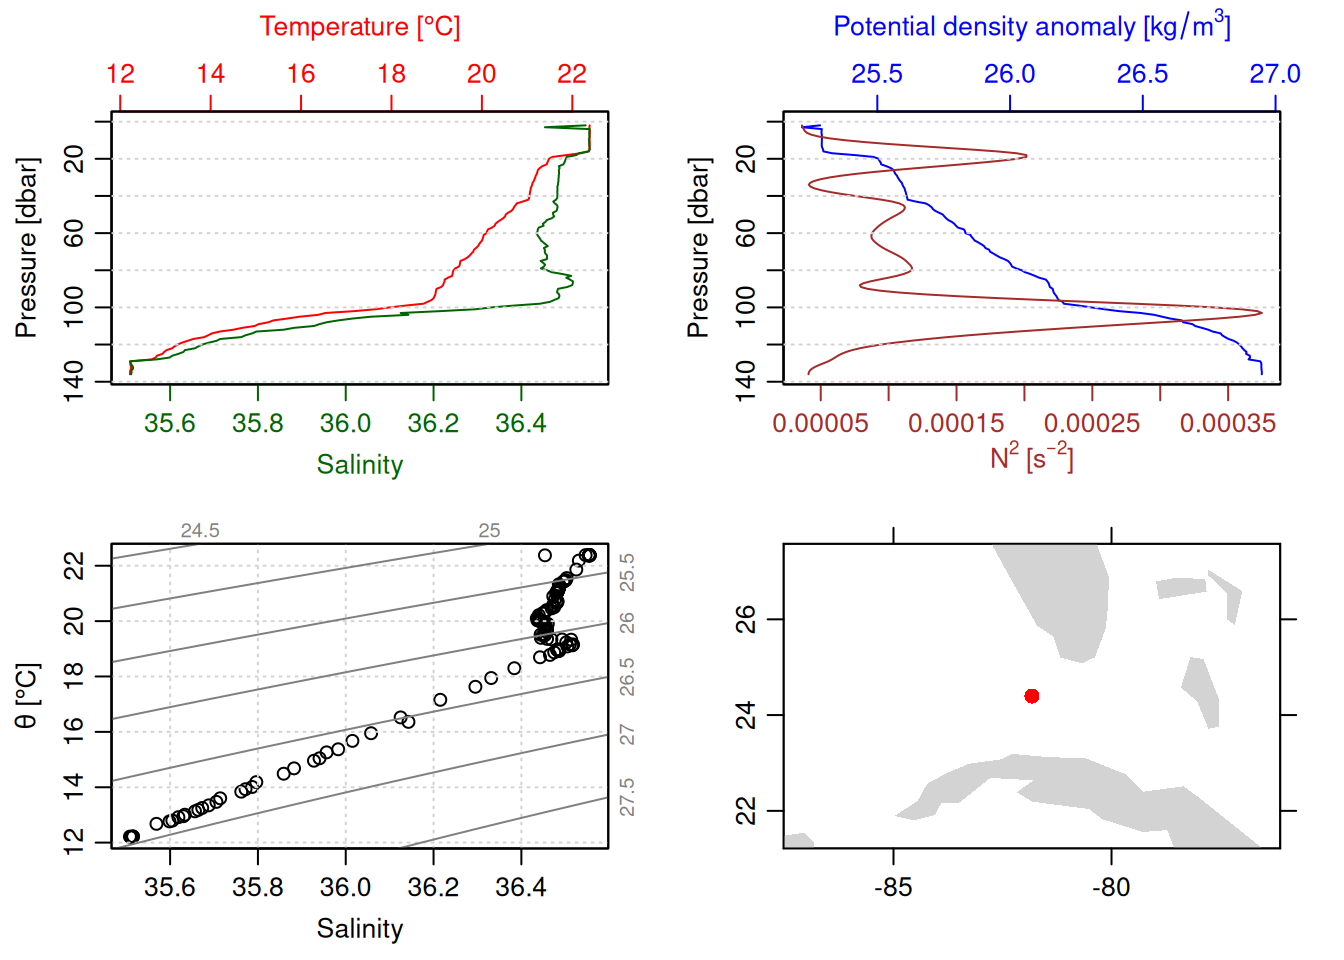 Temperature [°C]
12 14 16 18 20 22
Pressure [dbar]
20 60 100 140
35.6 35.8 36.0 36.2 36.4
Salinity
Potential density anomaly [kg/m³]
25.5 26.0 26.5 27.0
Pressure [dbar]
20 60 100 140
0.00005 0.00015 0.00025 0.00035
N² [s⁻²]
24.5 25
25.5 26 26.5 27 27.5
θ [°C]
22 20 18 16 14 12
35.6 35.8 36.0 36.2 36.4
Salinity
26 24 22
-85 -80